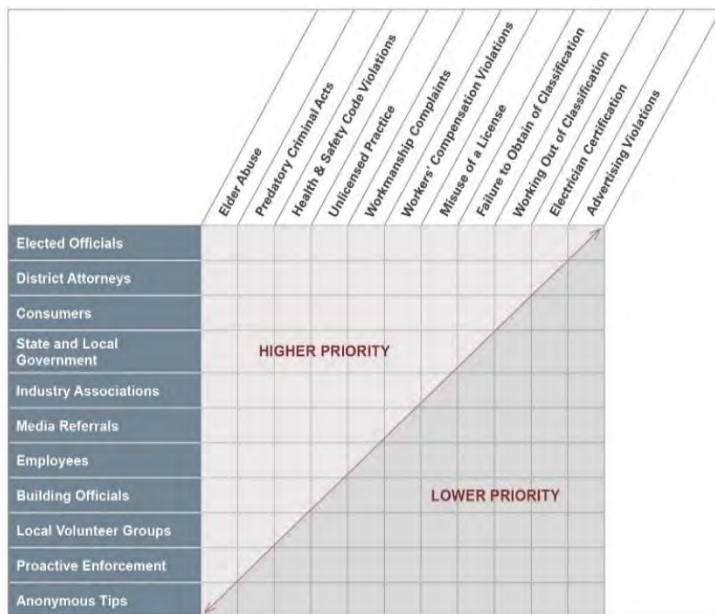 Elder Abuse
Predatory Criminal Acts
Health & Safety Code Violations
Unlicensed Practice
Workmanship Complaints
Workers' Compensation Violations
Misuse of a License
Failure to Obtain of Classification
Working Out of Classification
Electrician Certification
Advertising Violations
Elected Officials
District Attorneys
Consumers
State and Local
Government
HIGHER PRIORITY
Industry Associations
Media Referrals
Employees
Building Officials
LOWER PRIORITY
Local Volunteer Groups
Proactive Enforcement
Anonymous Tips